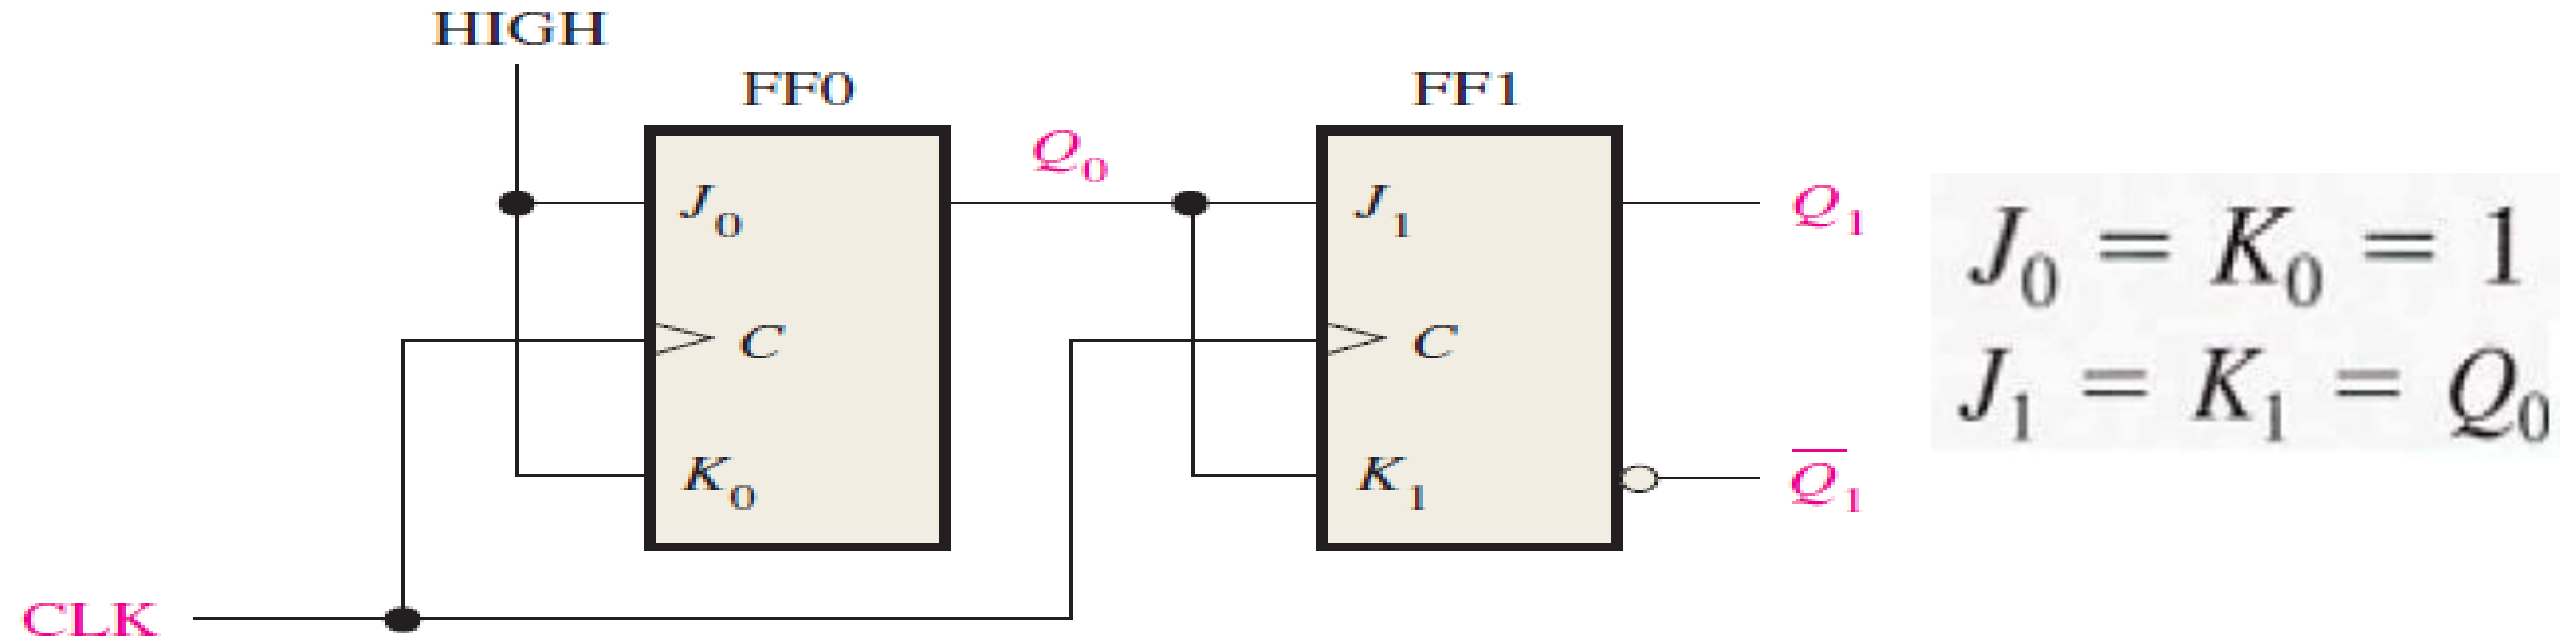 HIGH
FF0
FF1
Q0
J0
J1
Q1
C
C
K0
K1
Q̅1
CLK
J0 = K0 = 1
J1 = K1 = Q0